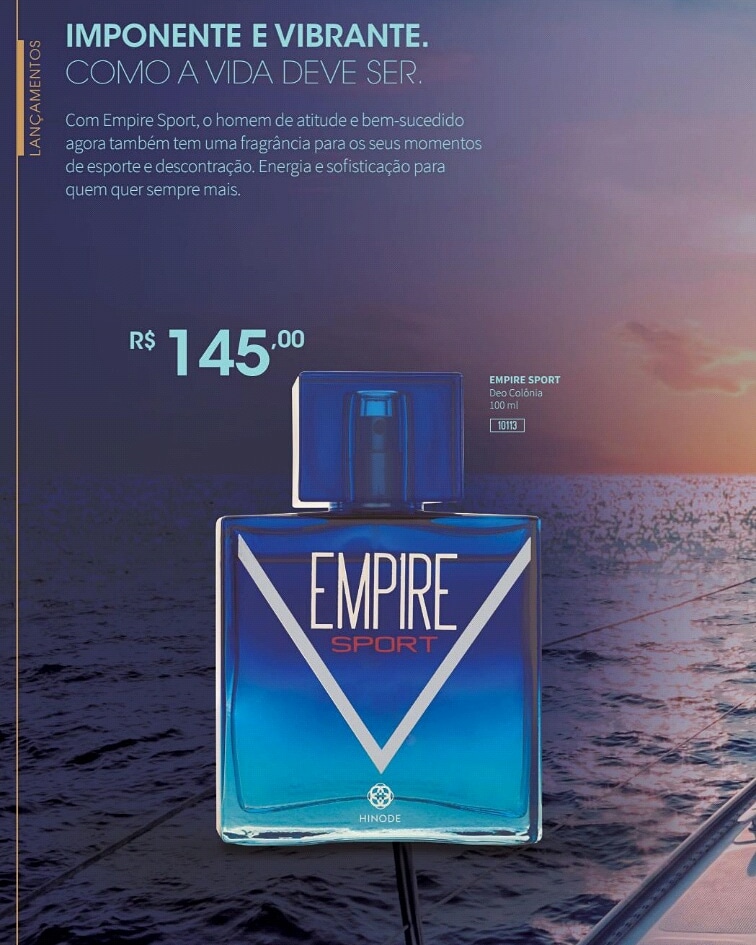 LANÇAMENTOS
IMPONENTE E VIBRANTE.
COMO A VIDA DEVE SER.
Com Empire Sport, o homem de atitude e bem-sucedido
agora também tem uma fragrância para os seus momentos
de esporte e descontração. Energia e sofisticação para
quem quer sempre mais.
R$ 145,00
EMPIRE SPORT
Deo Colônia
100 ml
10113
EMPIRE
SPORT
HINODE